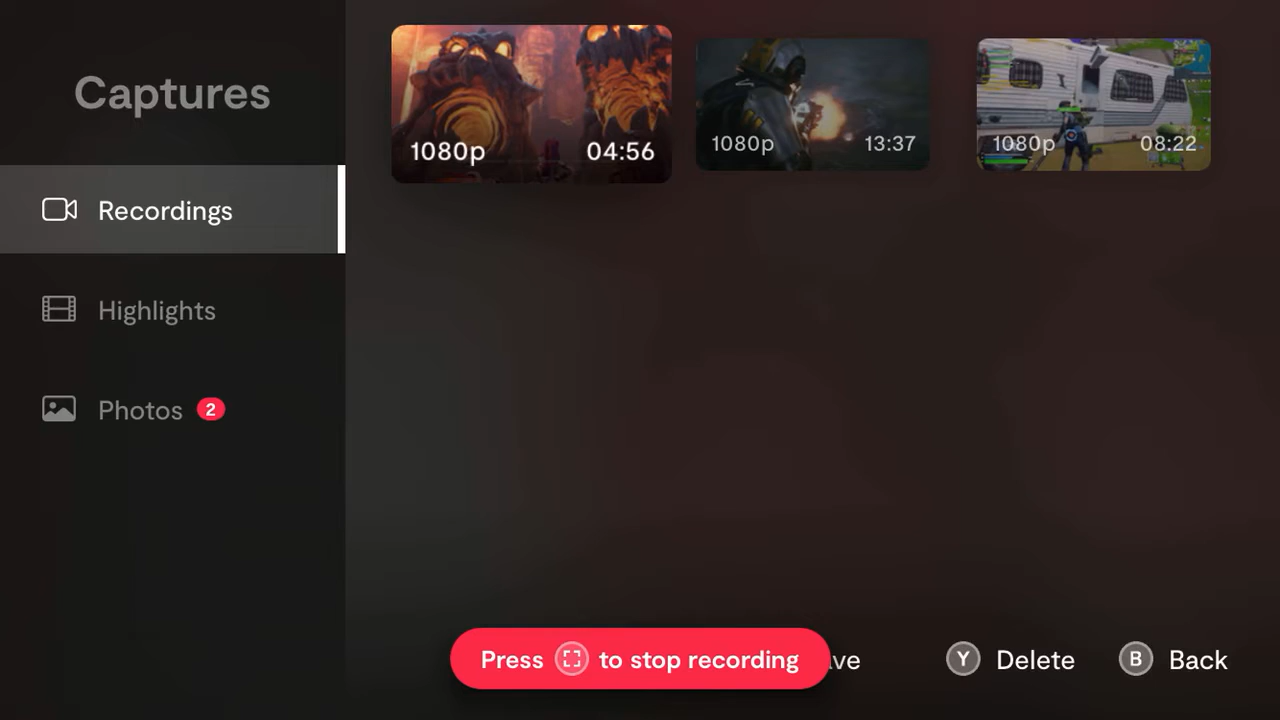 Captures
Recordings
Highlights
Photos 2
1080p 04:56
1080p 13:37
1080p 08:22
Press to stop recording
ve
Y Delete
B Back